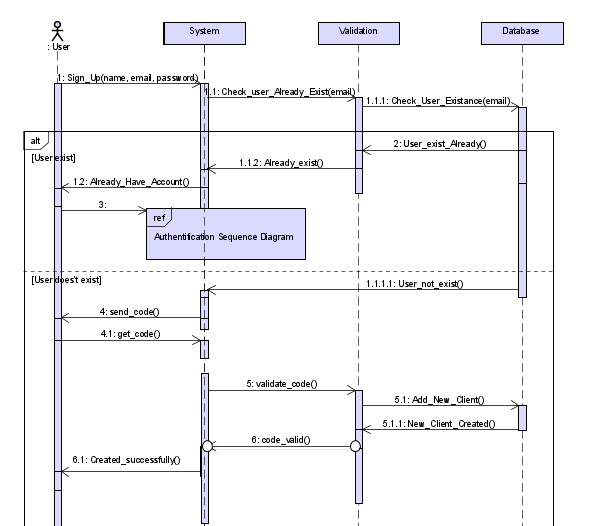 System
Validation
Database
: User
1: Sign_Up(name, email, password)
1.1: Check_user_Already_Exist(email)
1.1.1: Check_User_Existance(email)
alt
2: User_exist_Already()
[User exist]
1.1.2: Already_exist()
1.2: Already_Have_Account()
3:
ref
Authentification Sequence Diagram
[User does't exist]
1.1.1.1: User_not_exist()
4: send_code()
4.1: get_code()
5: validate_code()
5.1: Add_New_Client()
5.1.1: New_Client_Created()
6: code_valid()
6.1: Created_successfully()